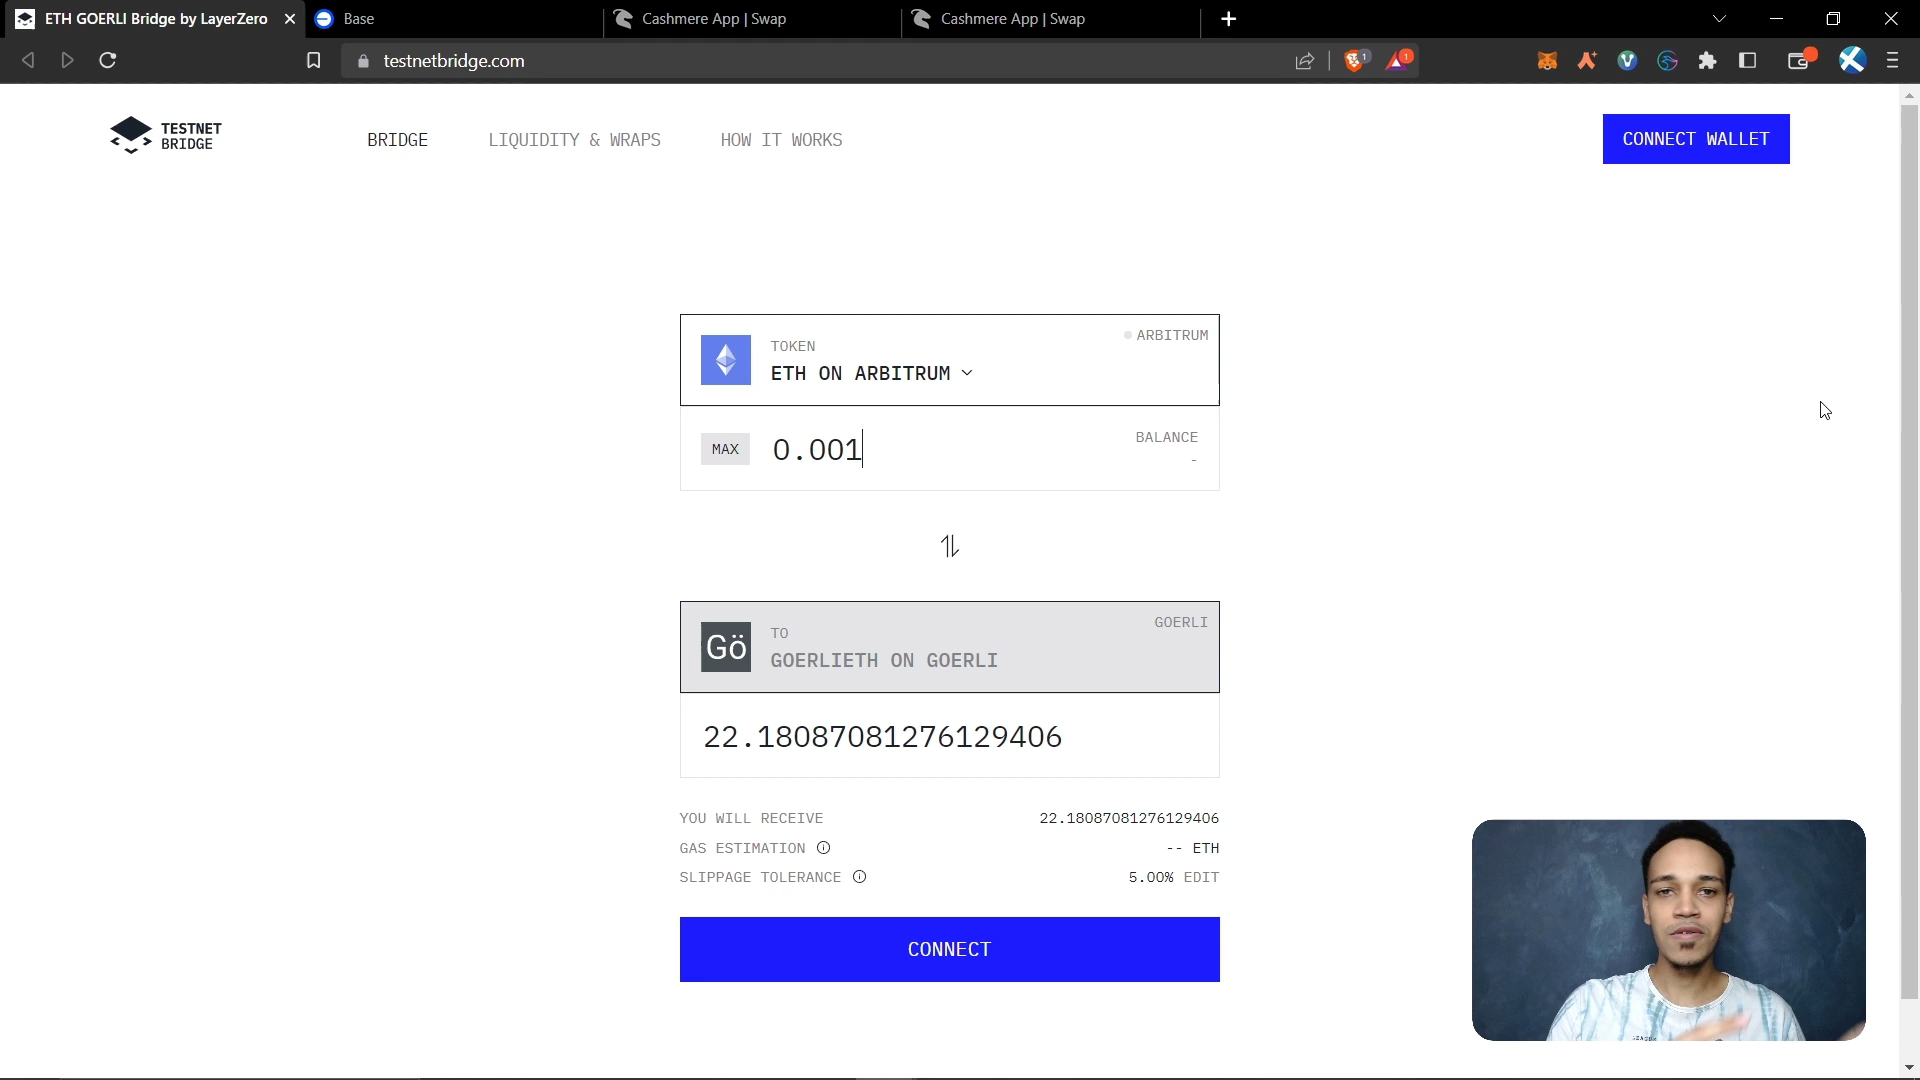 ETH GOERLI Bridge by LayerZero
Base
Cashmere App | Swap
Cashmere App | Swap
testnetbridge.com
1
1
TESTNET
BRIDGE
BRIDGE
LIQUIDITY & WRAPS
HOW IT WORKS
CONNECT WALLET
TOKEN
ARBITRUM
ETH ON ARBITRUM
MAX
0.001
BALANCE
-
Gö
TO
GOERLI
GOERLIETH ON GOERLI
22.18087081276129406
YOU WILL RECEIVE
22.18087081276129406
GAS ESTIMATION
-- ETH
SLIPPAGE TOLERANCE
5.00% EDIT
CONNECT